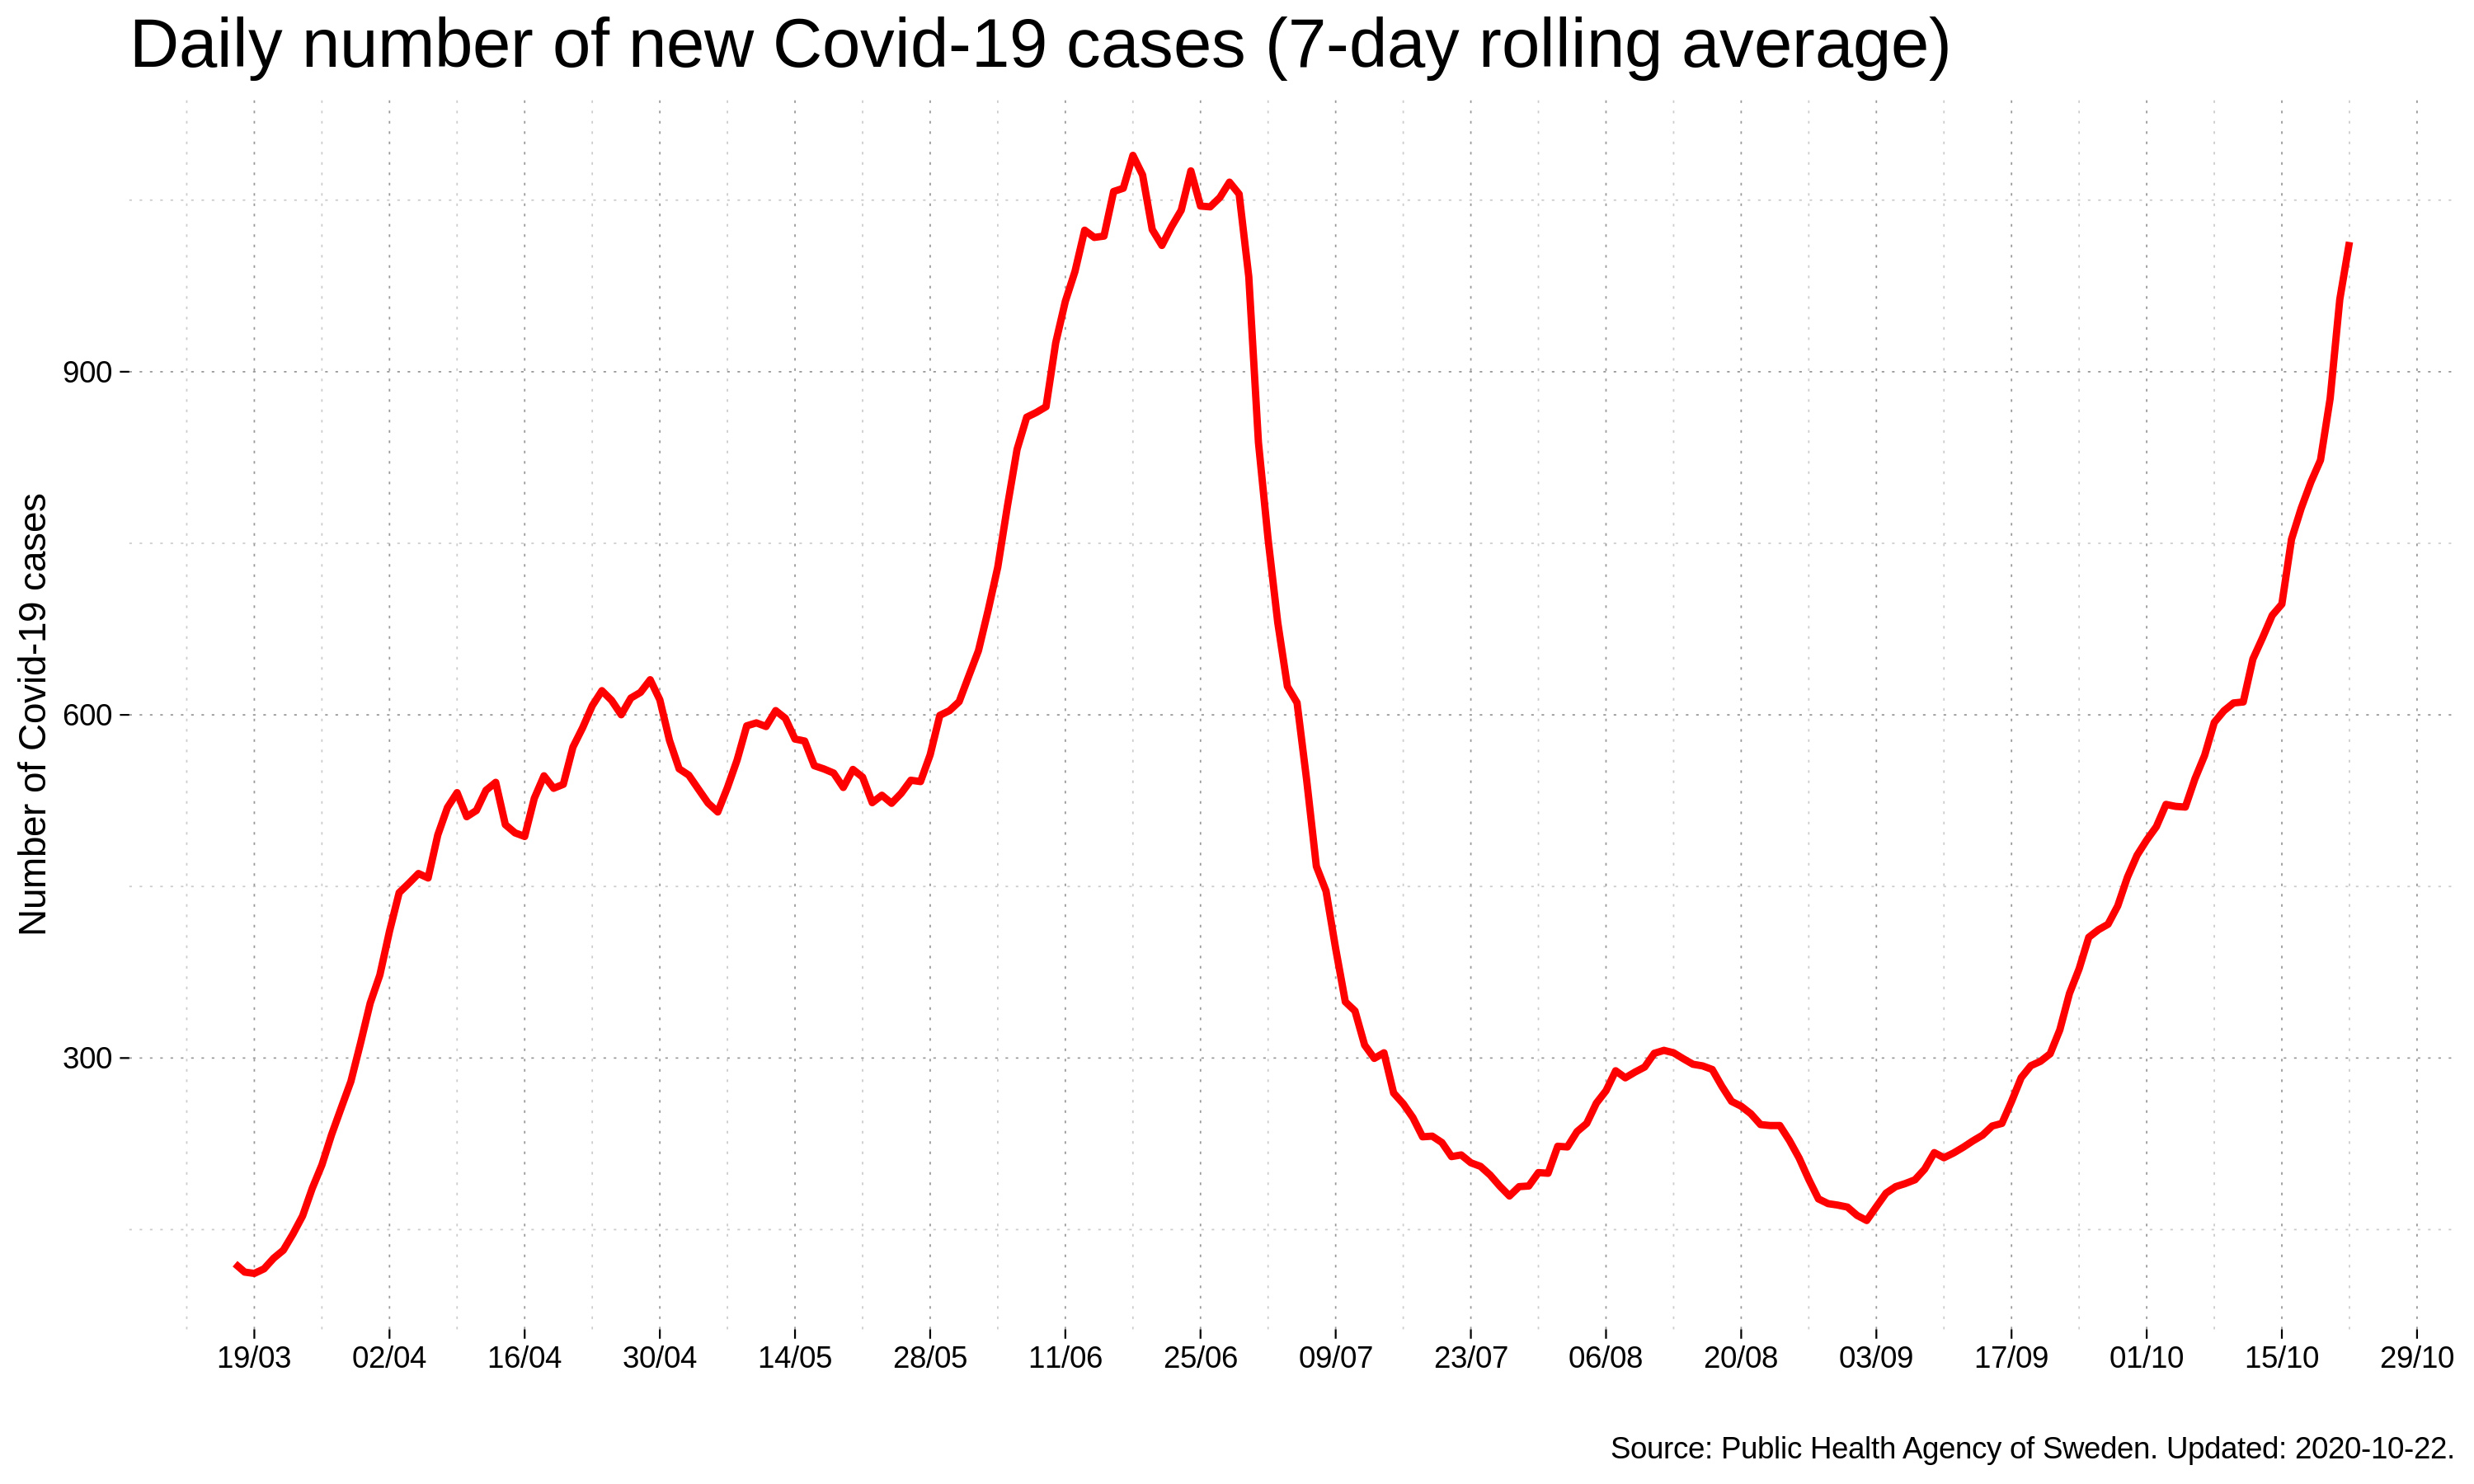 Daily number of new Covid-19 cases (7-day rolling average)
Number of Covid-19 cases
900
600
300
19/03 02/04 16/04 30/04 14/05 28/05 11/06 25/06 09/07 23/07 06/08 20/08 03/09 17/09 01/10 15/10 29/10
Source: Public Health Agency of Sweden. Updated: 2020-10-22.